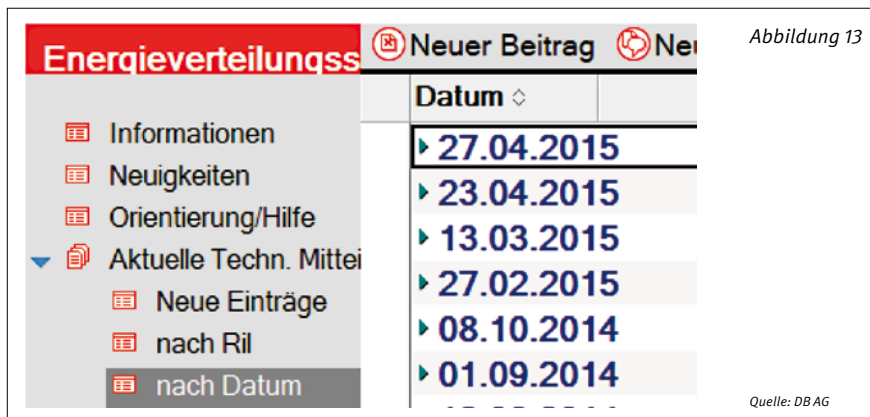 Energieverteilungss
Neuer Beitrag
Abbildung 13
Datum
Informationen
Neuigkeiten
Orientierung/Hilfe
Aktuelle Techn. Mittei
Neue Einträge
nach Ril
nach Datum
27.04.2015
23.04.2015
13.03.2015
27.02.2015
08.10.2014
01.09.2014
Quelle: DB AG